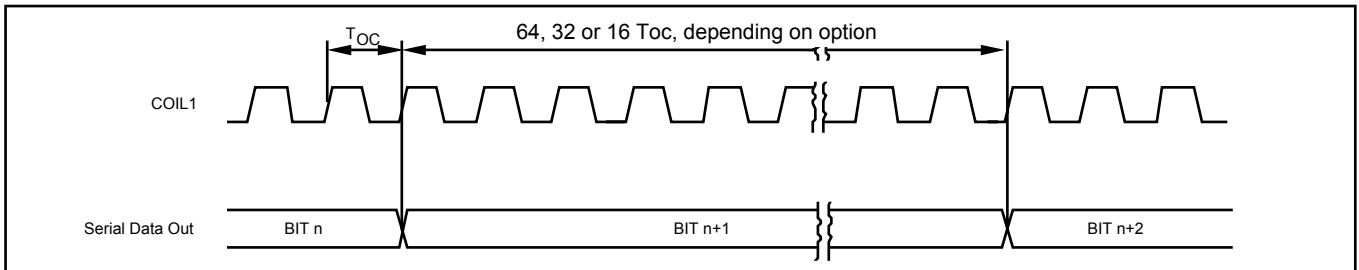 TOC
64, 32 or 16 Toc, depending on option
COIL1
Serial Data Out
BIT n
BIT n+1
BIT n+2